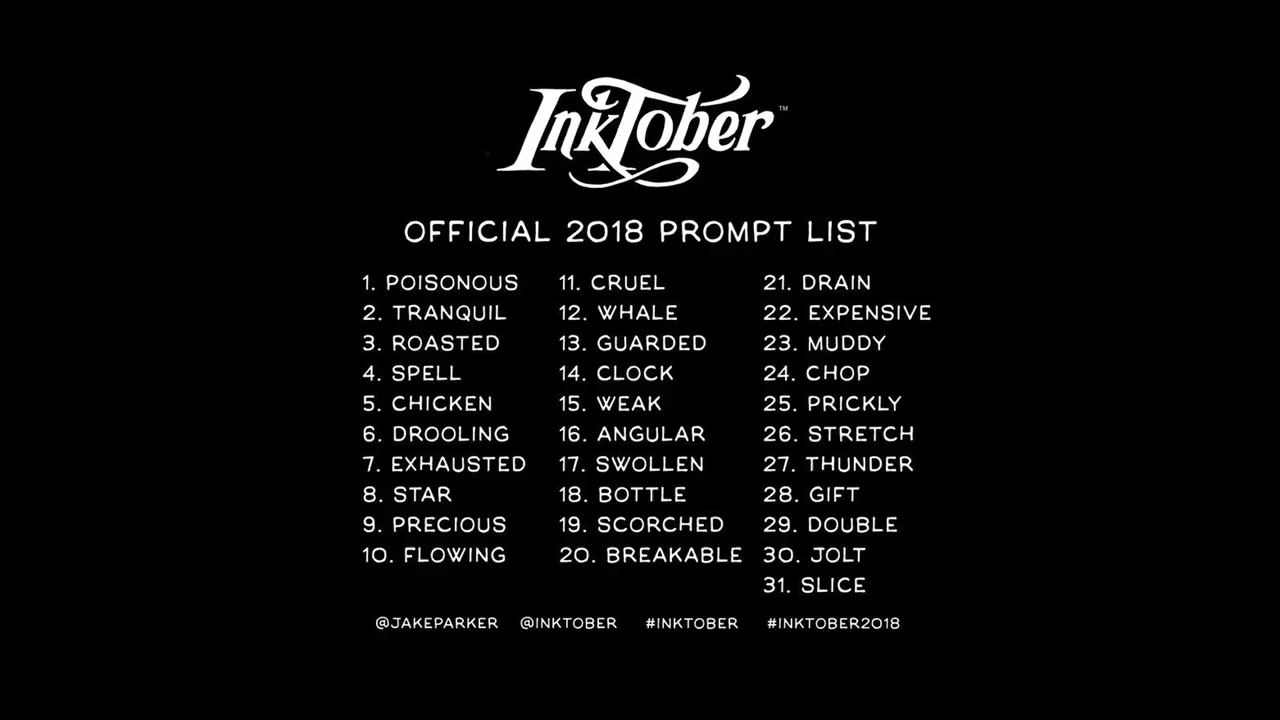 InkTober™
OFFICIAL 2018 PROMPT LIST
1. POISONOUS
2. TRANQUIL
3. ROASTED
4. SPELL
5. CHICKEN
6. DROOLING
7. EXHAUSTED
8. STAR
9. PRECIOUS
10. FLOWING
11. CRUEL
12. WHALE
13. GUARDED
14. CLOCK
15. WEAK
16. ANGULAR
17. SWOLLEN
18. BOTTLE
19. SCORCHED
20. BREAKABLE
21. DRAIN
22. EXPENSIVE
23. MUDDY
24. CHOP
25. PRICKLY
26. STRETCH
27. THUNDER
28. GIFT
29. DOUBLE
30. JOLT
31. SLICE
@JAKEPARKER @INKTOBER #INKTOBER #INKTOBER2018